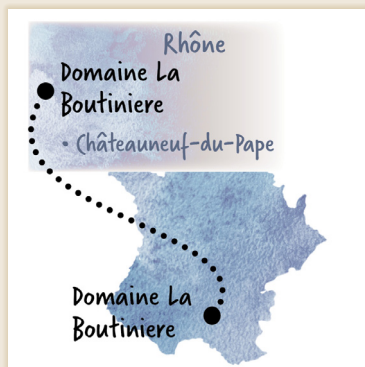 Rhône
Domaine La
Boutiniere
• Châteauneuf-du-Pape
Domaine La
Boutiniere